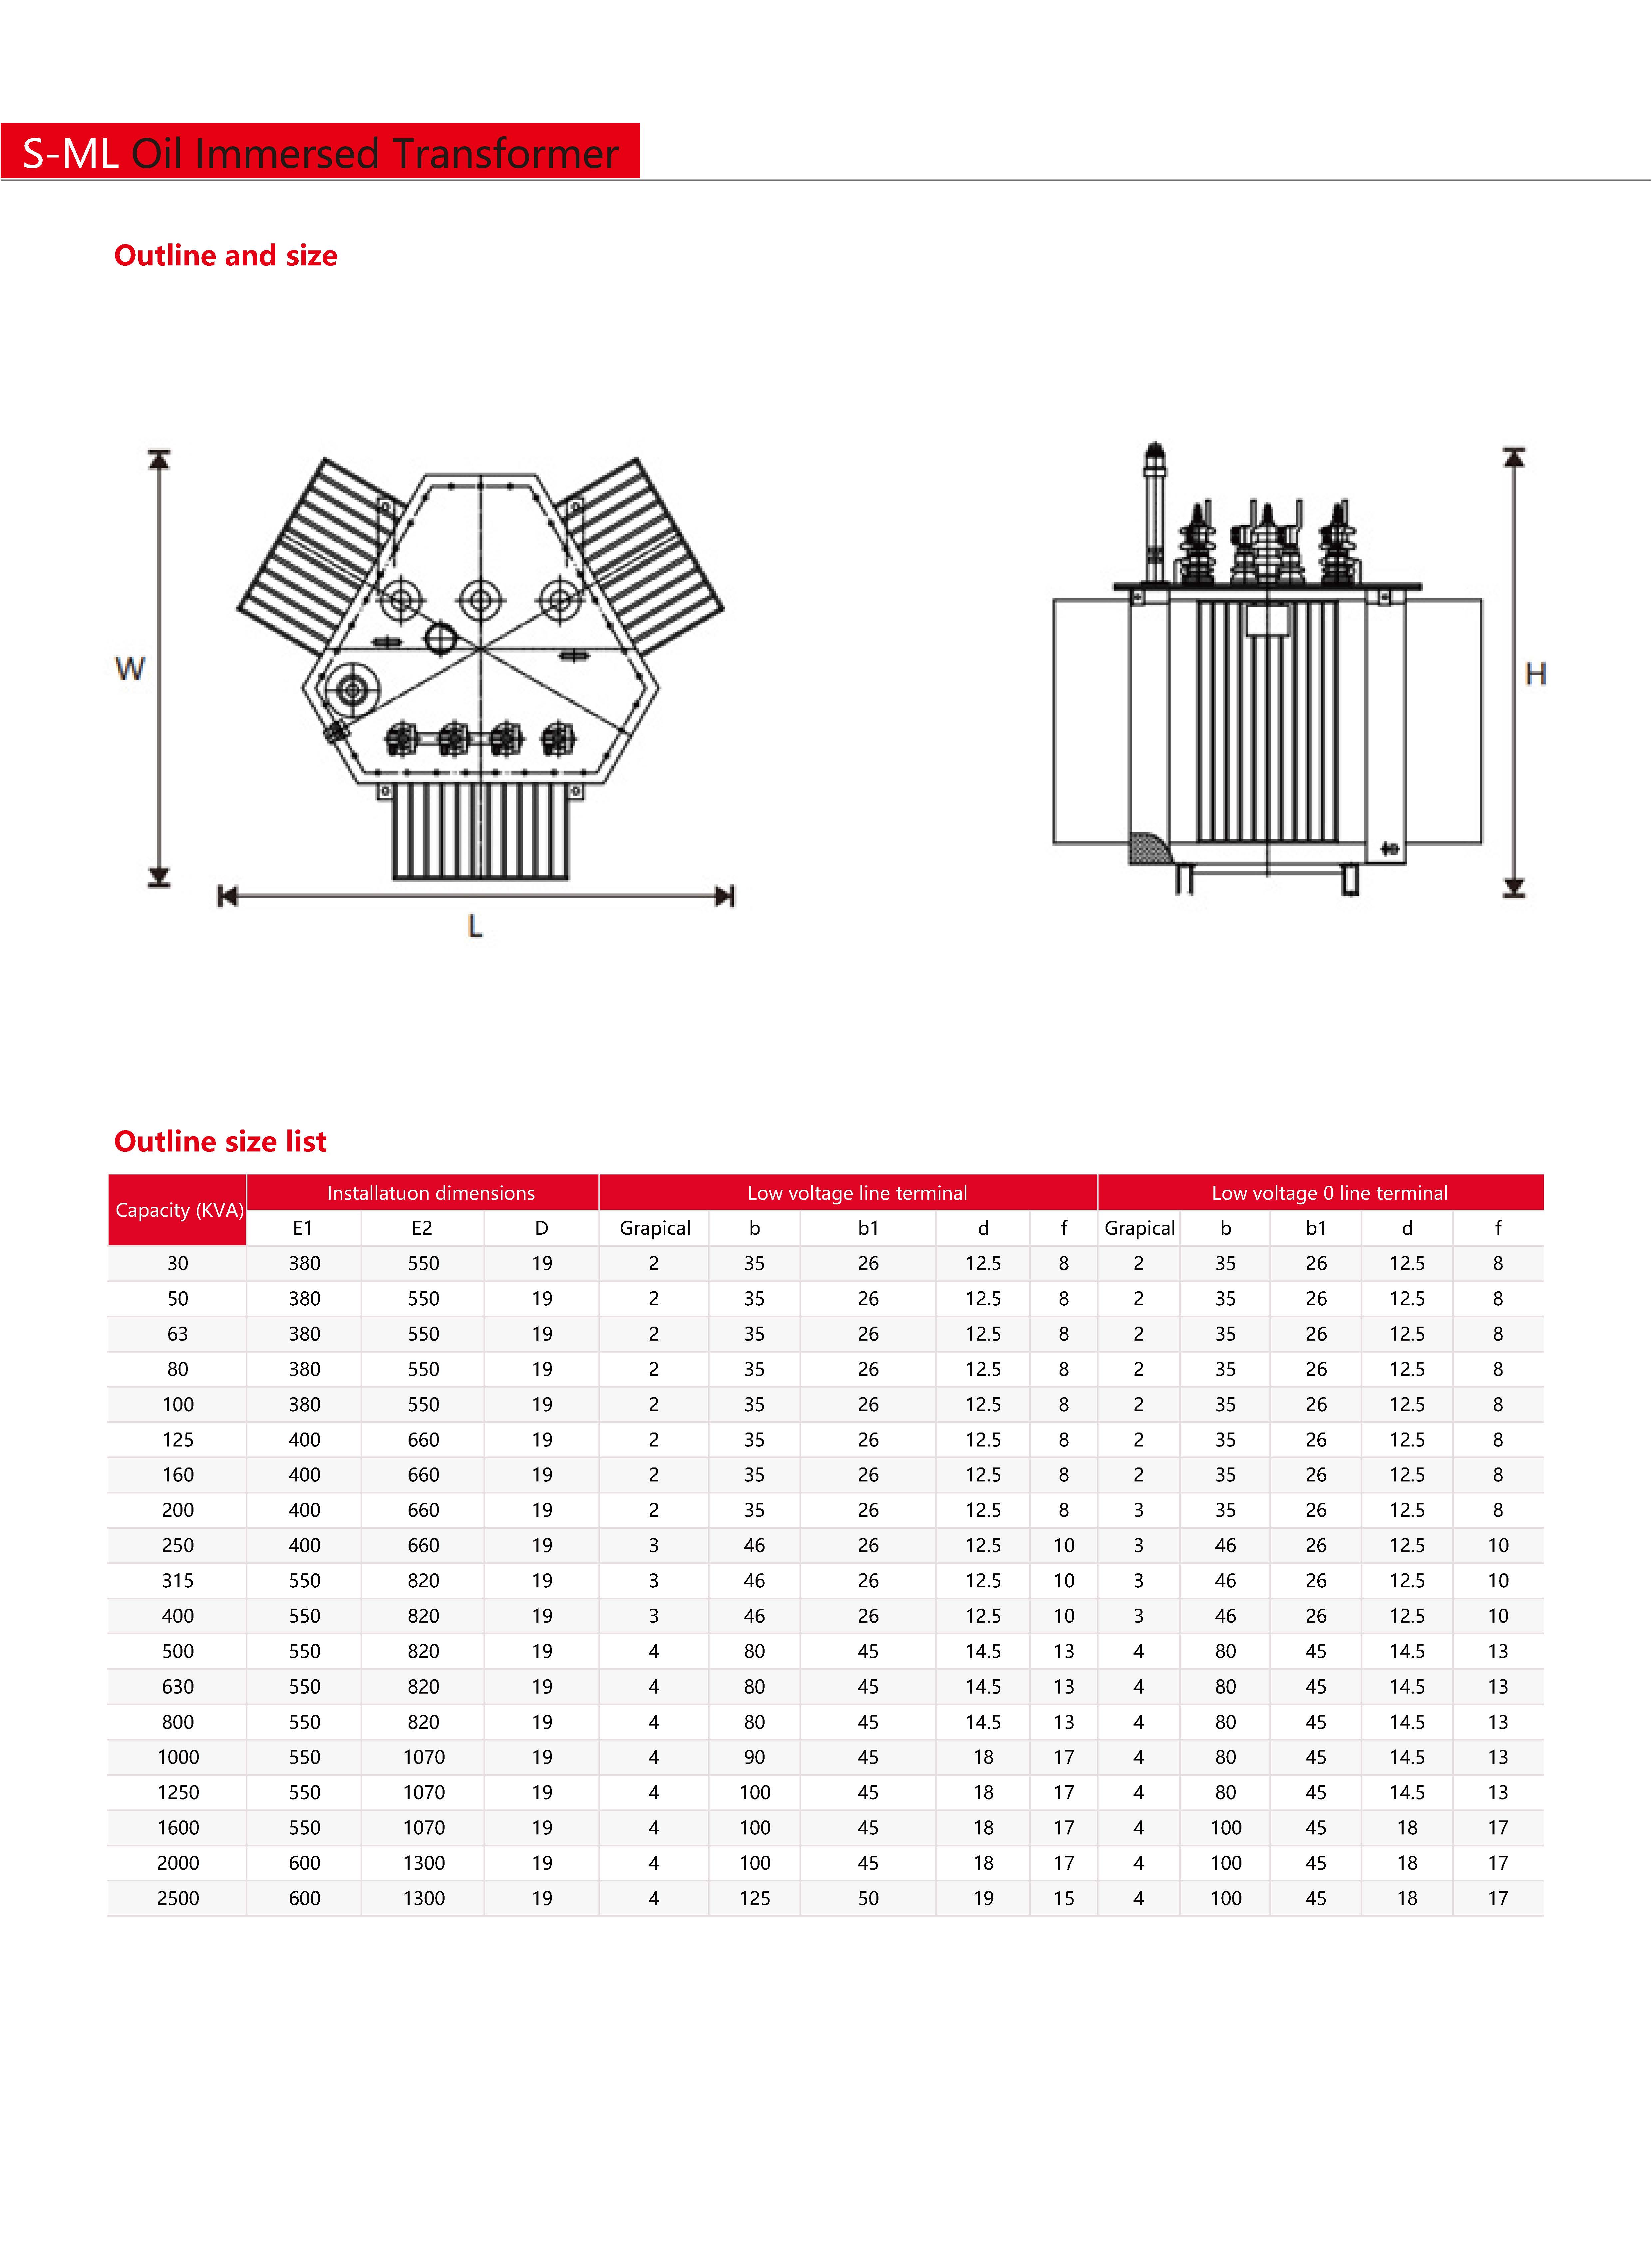 S-ML Oil Immersed Transformer
Outline and size
W
H
L
Outline size list
Capacity (KVA) Installatuon dimensions Low voltage line terminal Low voltage 0 line terminal
E1 E2 D Grapical b b1 d f Grapical b b1 d f
30 380 550 19 2 35 26 12.5 8 2 35 26 12.5 8
50 380 550 19 2 35 26 12.5 8 2 35 26 12.5 8
63 380 550 19 2 35 26 12.5 8 2 35 26 12.5 8
80 380 550 19 2 35 26 12.5 8 2 35 26 12.5 8
100 380 550 19 2 35 26 12.5 8 2 35 26 12.5 8
125 400 660 19 2 35 26 12.5 8 2 35 26 12.5 8
160 400 660 19 2 35 26 12.5 8 2 35 26 12.5 8
200 400 660 19 2 35 26 12.5 8 3 35 26 12.5 8
250 400 660 19 3 46 26 12.5 10 3 46 26 12.5 10
315 550 820 19 3 46 26 12.5 10 3 46 26 12.5 10
400 550 820 19 3 46 26 12.5 10 3 46 26 12.5 10
500 550 820 19 4 80 45 14.5 13 4 80 45 14.5 13
630 550 820 19 4 80 45 14.5 13 4 80 45 14.5 13
800 550 820 19 4 80 45 14.5 13 4 80 45 14.5 13
1000 550 1070 19 4 90 45 18 17 4 80 45 14.5 13
1250 550 1070 19 4 100 45 18 17 4 80 45 14.5 13
1600 550 1070 19 4 100 45 18 17 4 100 45 18 17
2000 600 1300 19 4 100 45 18 17 4 100 45 18 17
2500 600 1300 19 4 125 50 19 15 4 100 45 18 17